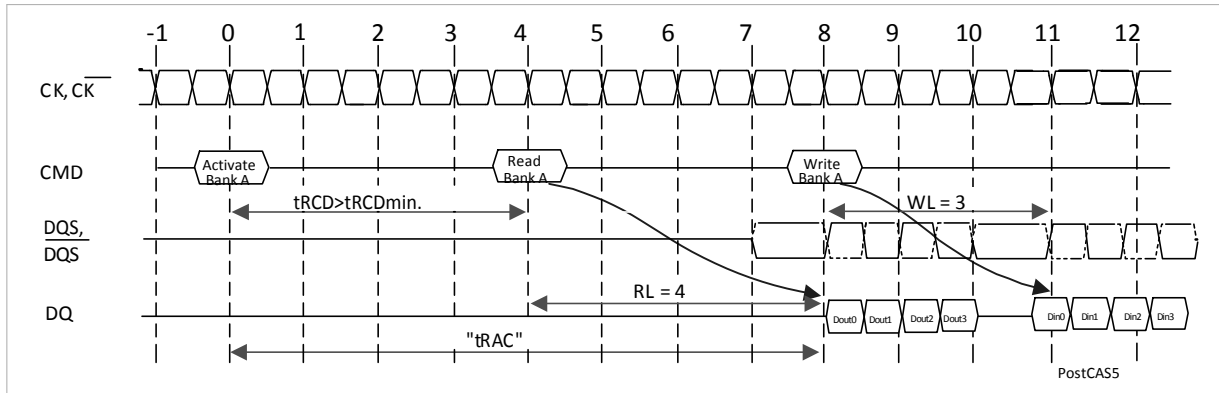 -1 0 1 2 3 4 5 6 7 8 9 10 11 12
CK, CK
CMD
Activate
Bank A
Read
Bank A
Write
Bank A
tRCD>tRCDmin.
WL = 3
DQS,
DQS
RL = 4
DQ
Dout0 Dout1 Dout2 Dout3
Din0 Din1 Din2 Din3
"tRAC"
PostCAS5